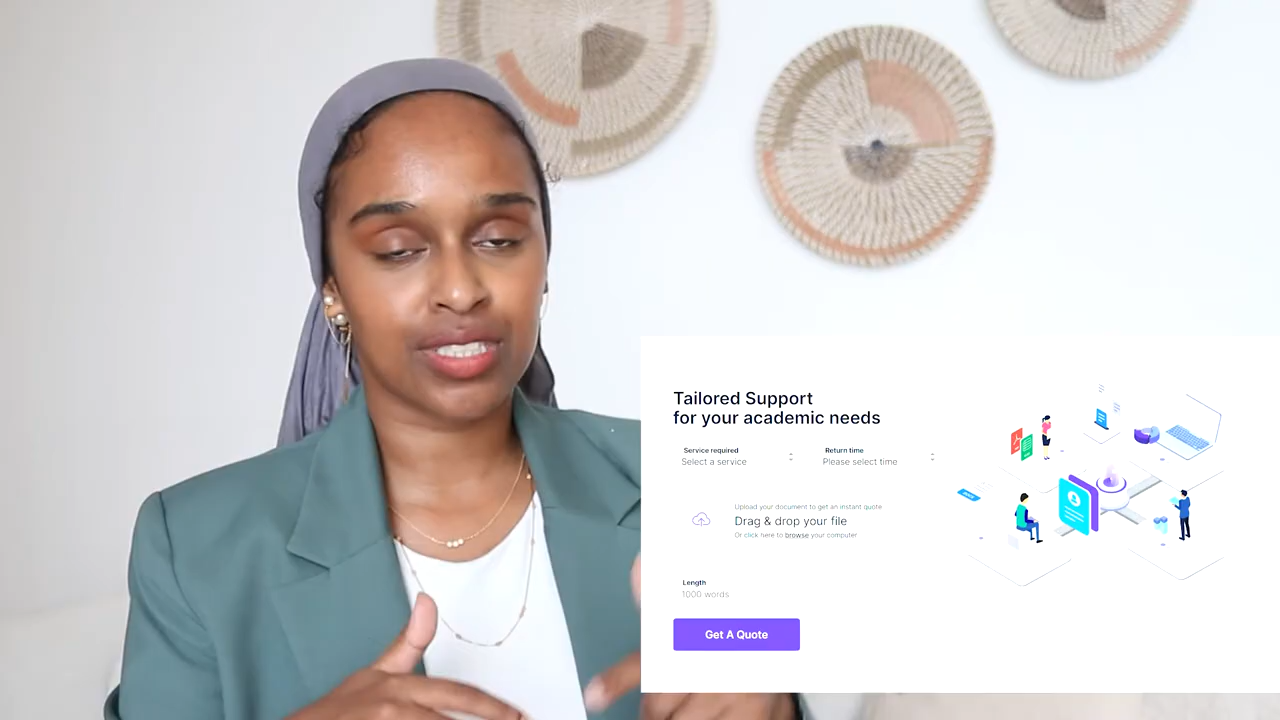 Tailored Support
for your academic needs
Service required
Select a service
Return time
Please select time
Upload your document to get an instant quote
Drag & drop your file
Or click here to browse your computer
Length
1000 words
Get A Quote